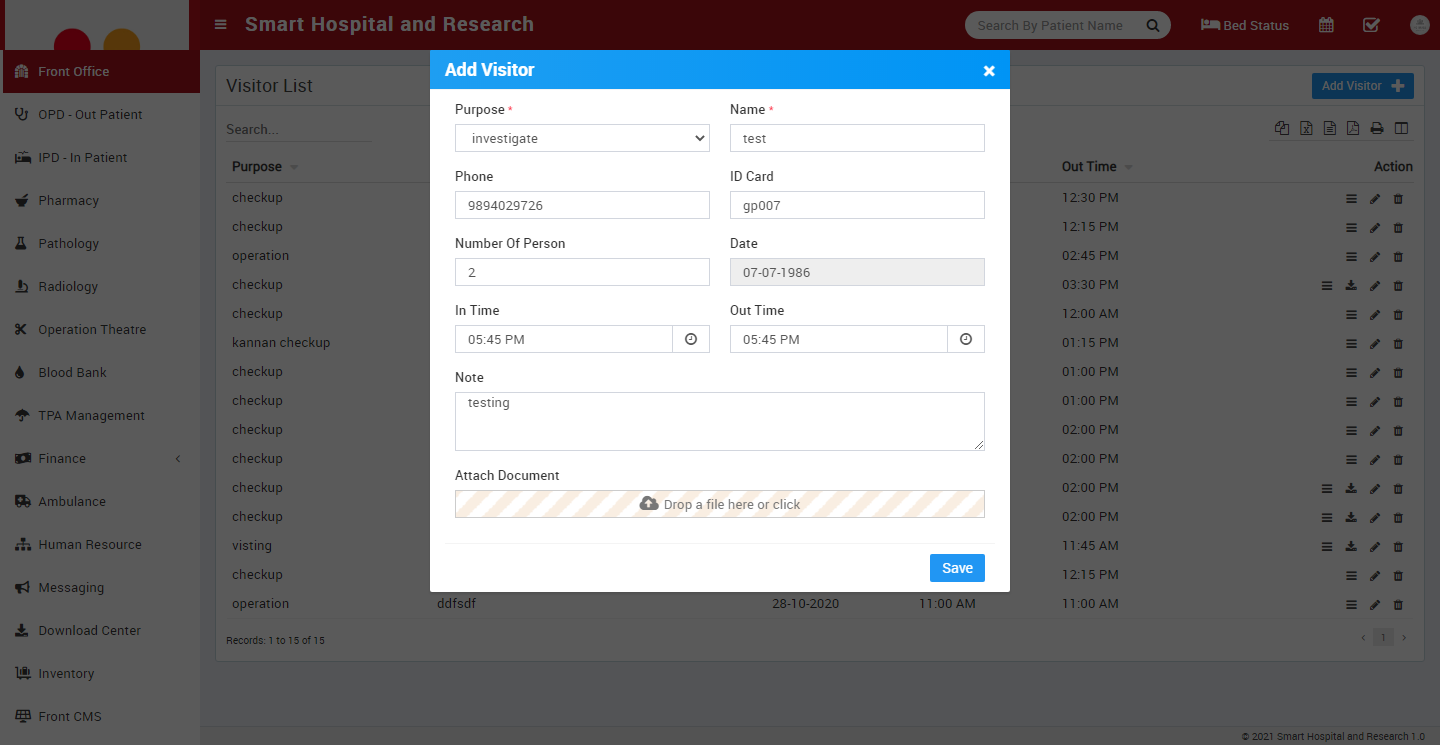 Smart Hospital and Research
Search By Patient Name
Bed Status
Front Office
OPD - Out Patient
IPD - In Patient
Pharmacy
Pathology
Radiology
Operation Theatre
Blood Bank
TPA Management
Finance
Ambulance
Human Resource
Messaging
Download Center
Inventory
Front CMS
Visitor List
Add Visitor
Search...
Purpose Out Time Action
checkup 12:30 PM
checkup 12:15 PM
operation 02:45 PM
checkup 03:30 PM
checkup 12:00 AM
kannan checkup 01:15 PM
checkup 01:00 PM
checkup 01:00 PM
checkup 02:00 PM
checkup 02:00 PM
checkup 02:00 PM
checkup 02:00 PM
visting 11:45 AM
checkup 12:15 PM
operation ddfsdf 28-10-2020 11:00 AM 11:00 AM
Records: 1 to 15 of 15
1
Add Visitor
Purpose * Name *
investigate test
Phone ID Card
9894029726 gp007
Number Of Person Date
2 07-07-1986
In Time Out Time
05:45 PM 05:45 PM
Note
testing
Attach Document
Drop a file here or click
Save
© 2021 Smart Hospital and Research 1.0